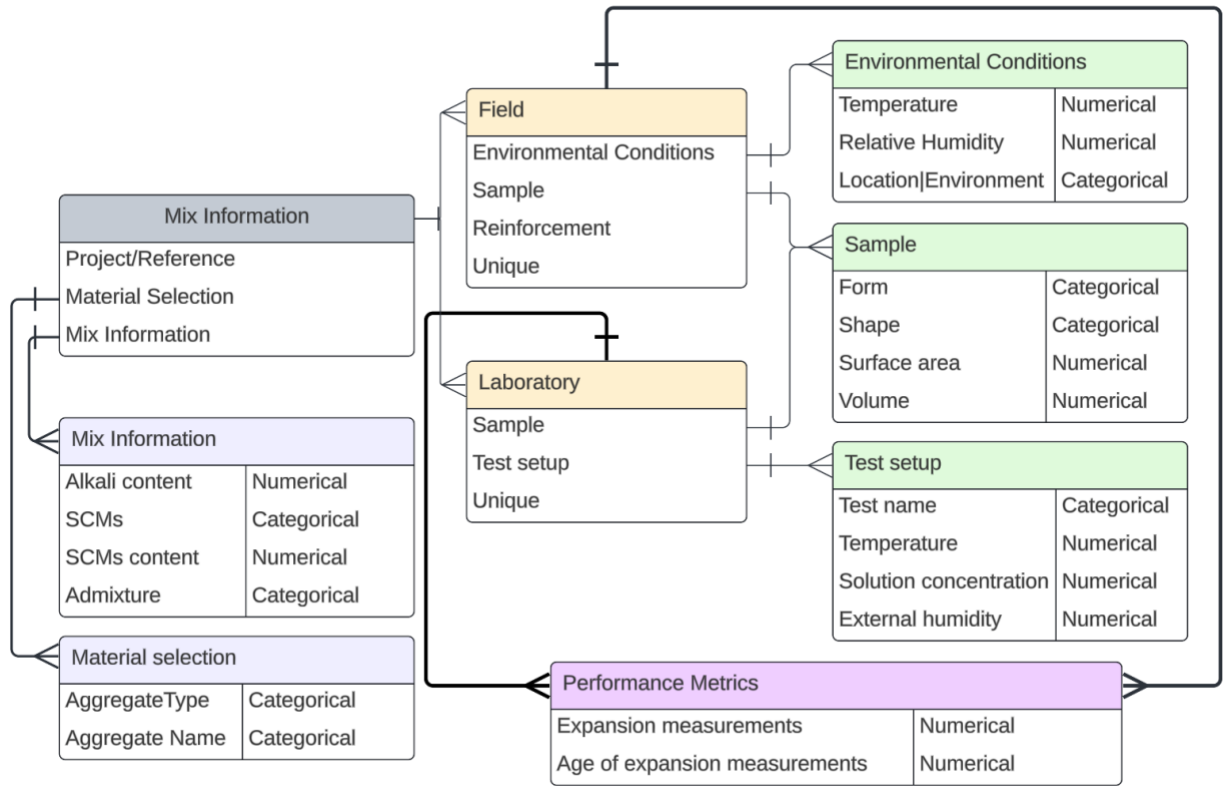 Mix Information
Project/Reference
Material Selection
Mix Information
Mix Information
Alkali content Numerical
SCMs Categorical
SCMs content Numerical
Admixture Categorical
Material selection
AggregateType Categorical
Aggregate Name Categorical
Field
Environmental Conditions
Sample
Reinforcement
Unique
Laboratory
Sample
Test setup
Unique
Environmental Conditions
Temperature Numerical
Relative Humidity Numerical
Location|Environment Categorical
Sample
Form Categorical
Shape Categorical
Surface area Numerical
Volume Numerical
Test setup
Test name Categorical
Temperature Numerical
Solution concentration Numerical
External humidity Numerical
Performance Metrics
Expansion measurements Numerical
Age of expansion measurements Numerical